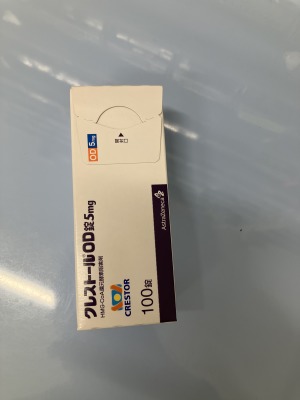 クレストールOD錠5mg
HMG-CoA還元酵素阻害剤
CRESTOR
100錠
AstraZeneca
OD 5mg
開封口